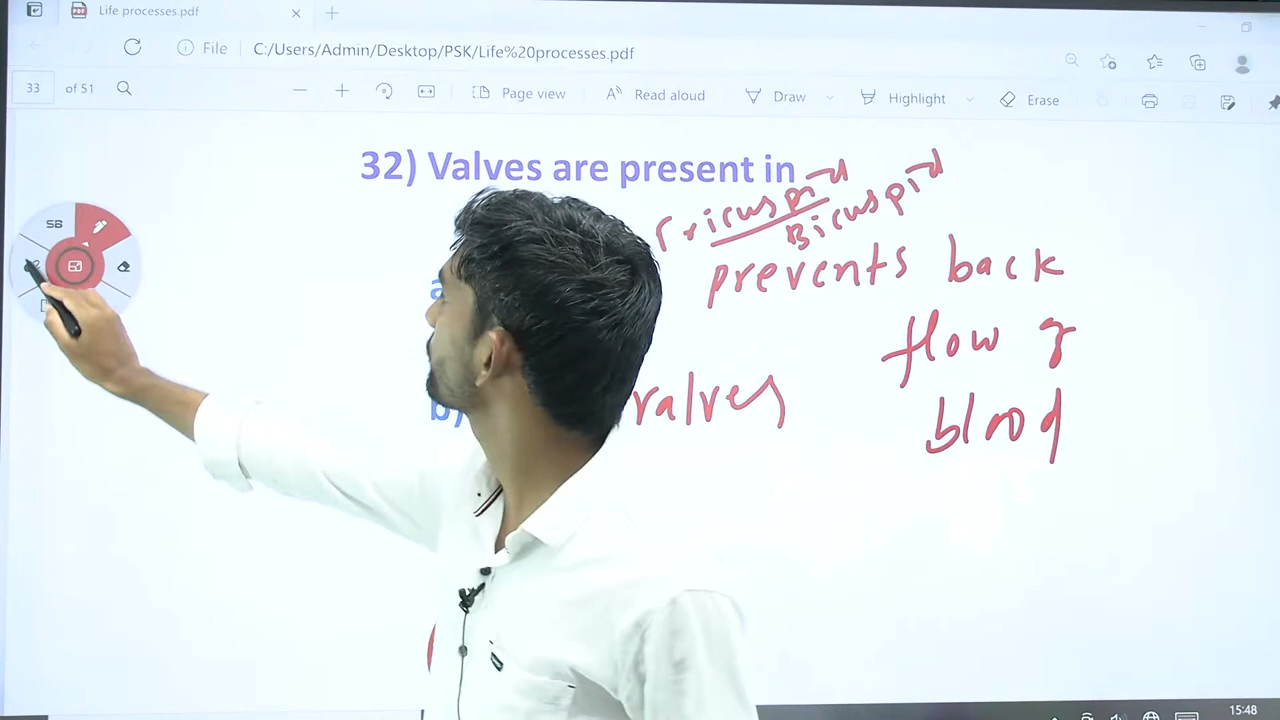 Life processes.pdf
File C:/Users/Admin/Desktop/PSK/Life%20processes.pdf
33 of 51 Page view A Read aloud Draw Highlight Erase
32) Valves are present in
Tricuspid
Bicuspid
prevents back
flow of
blood
a
b)
valves
SB
15:48